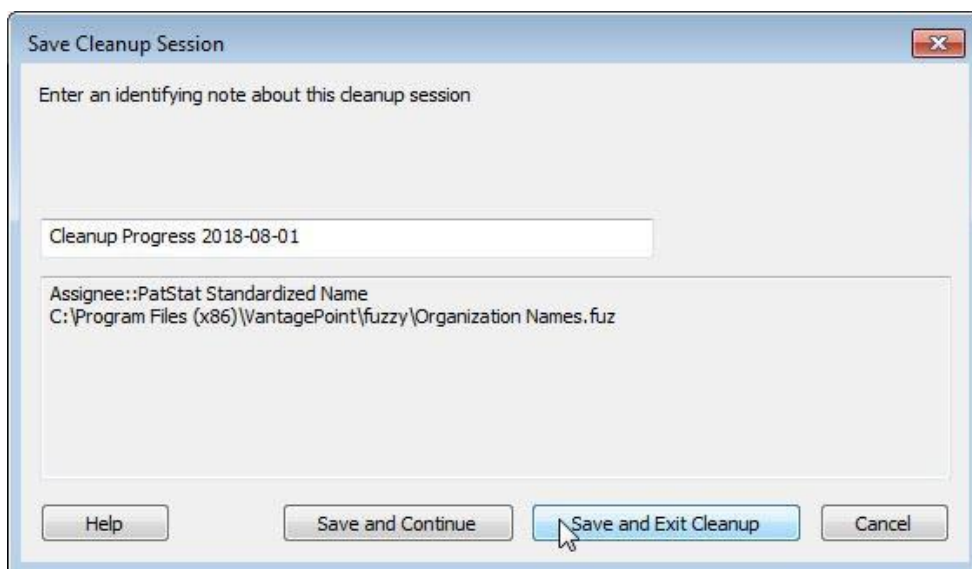 Save Cleanup Session
Enter an identifying note about this cleanup session
Cleanup Progress 2018-08-01
Assignee::PatStat Standardized Name
C:\Program Files (x86)\VantagePoint\fuzzy\Organization Names.fuz
Help Save and Continue Save and Exit Cleanup Cancel